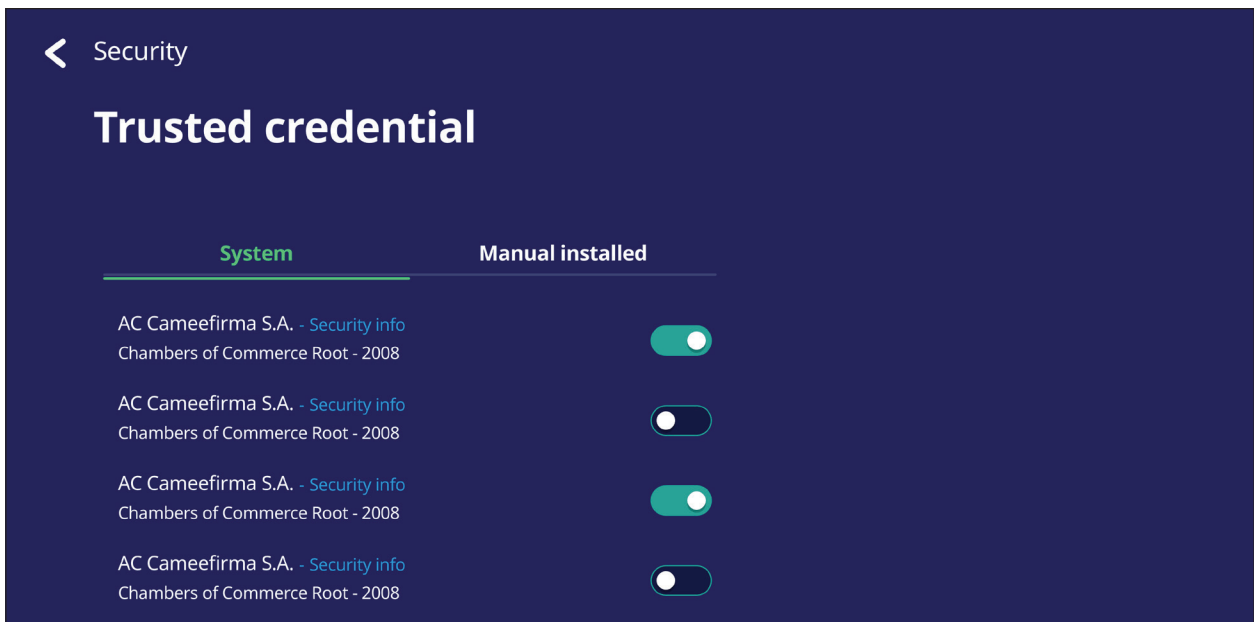 Security
Trusted credential
System Manual installed
AC Cameefirma S.A. - Security info
Chambers of Commerce Root - 2008
AC Cameefirma S.A. - Security info
Chambers of Commerce Root - 2008
AC Cameefirma S.A. - Security info
Chambers of Commerce Root - 2008
AC Cameefirma S.A. - Security info
Chambers of Commerce Root - 2008